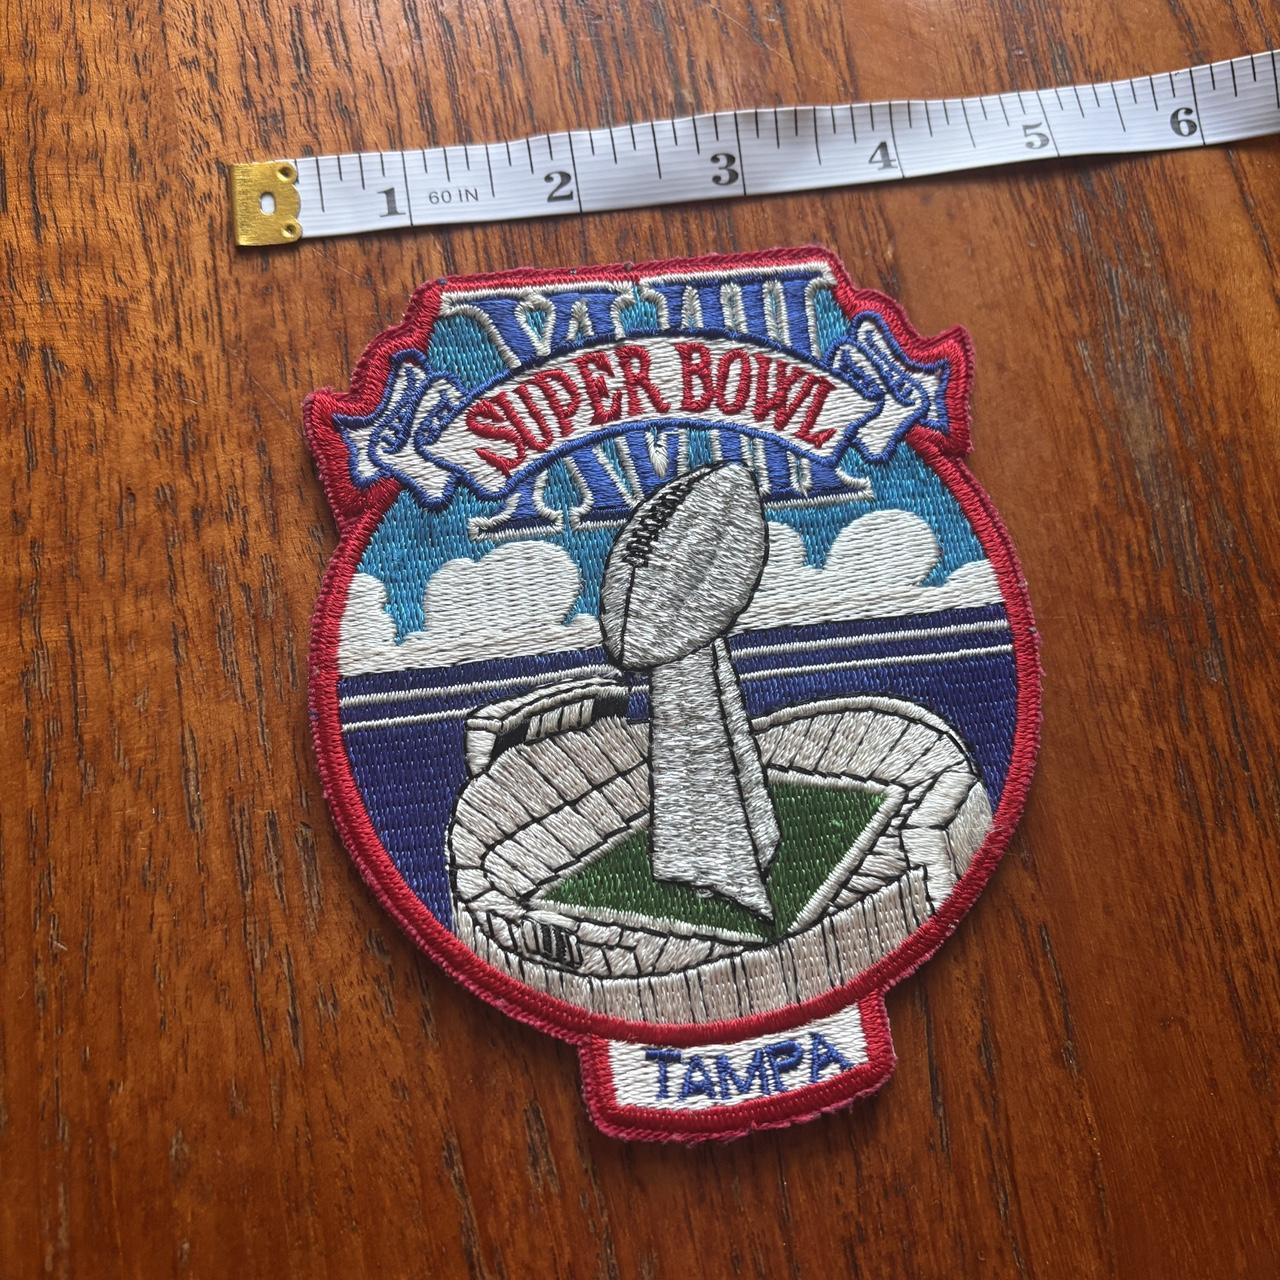 1 60 IN 2 3 4 5 6
XVIII
SUPER BOWL
TAMPA